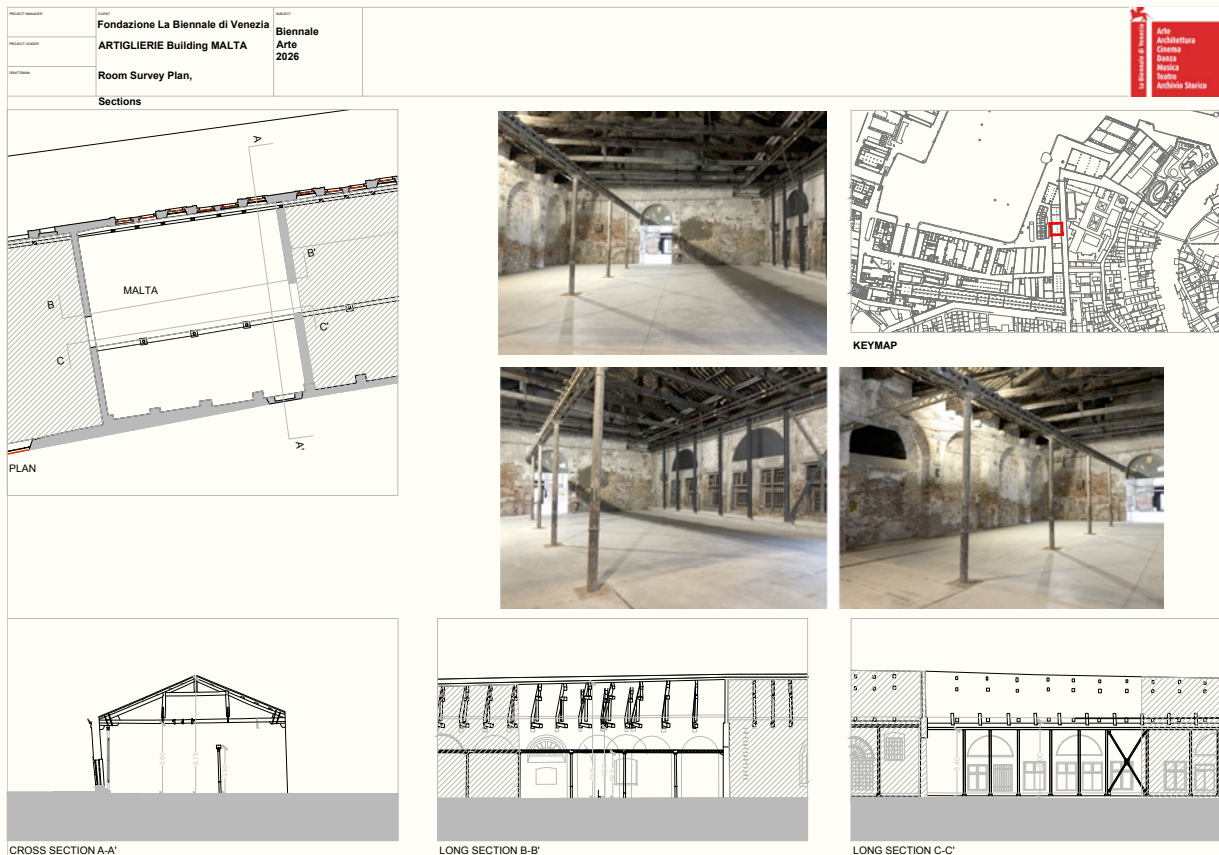 PROJECT MANAGER
CLIENT
Fondazione La Biennale di Venezia
SUBJECT
Biennale
Arte
2026
PROJECT LEADER
ARTIGLIERIE Building MALTA
DRAFTSMAN
Room Survey Plan,
Sections
La Biennale di Venezia
Arte
Architettura
Cinema
Danza
Musica
Teatro
Archivio Storico
A
B'
MALTA
B
C'
C
A'
PLAN
KEYMAP
CROSS SECTION A-A'
LONG SECTION B-B'
LONG SECTION C-C'